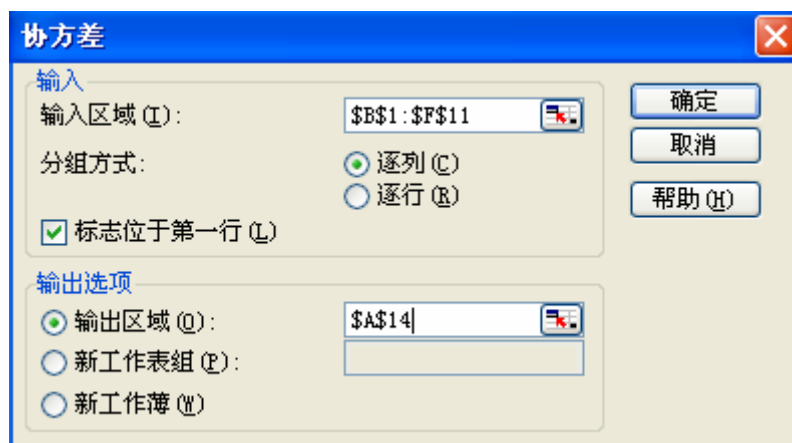 协方差
输入
输入区域(I):
$B$1:$F$11
确定
取消
帮助(H)
分组方式:
逐列(C)
逐行(R)
标志位于第一行(L)
输出选项
输出区域(O):
$A$14
新工作表组(P):
新工作薄(W)